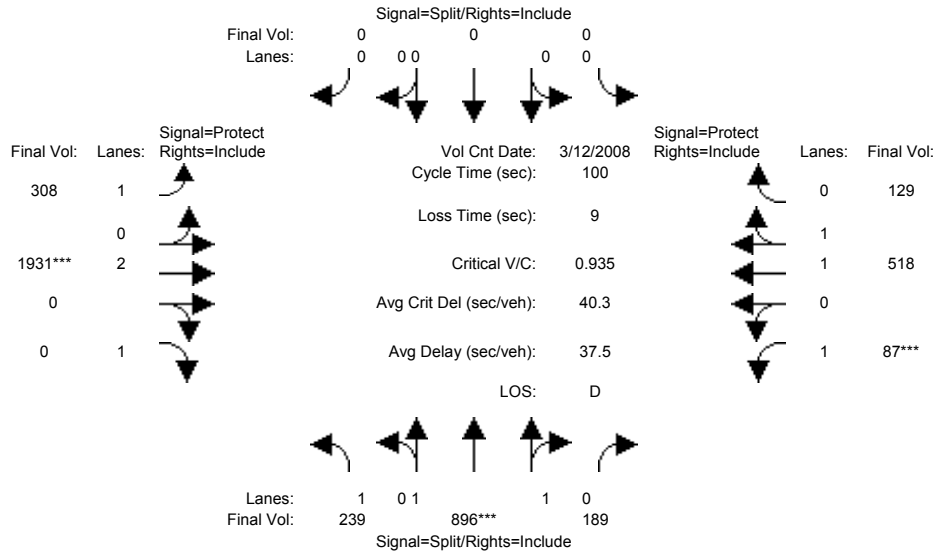 Signal=Split/Rights=Include
Final Vol: 0 0 0
Lanes: 0 0 0 0 0
Signal=Protect Signal=Protect
Final Vol: Lanes: Rights=Include Vol Cnt Date: 3/12/2008 Rights=Include Lanes: Final Vol:
Cycle Time (sec): 100
308 1 0 129
Loss Time (sec): 9
0 1
1931*** 2 Critical V/C: 0.935 1 518
0 Avg Crit Del (sec/veh): 40.3 0
0 1 Avg Delay (sec/veh): 37.5 1 87***
LOS: D
Lanes: 1 0 1 1 0
Final Vol: 239 896*** 189
Signal=Split/Rights=Include